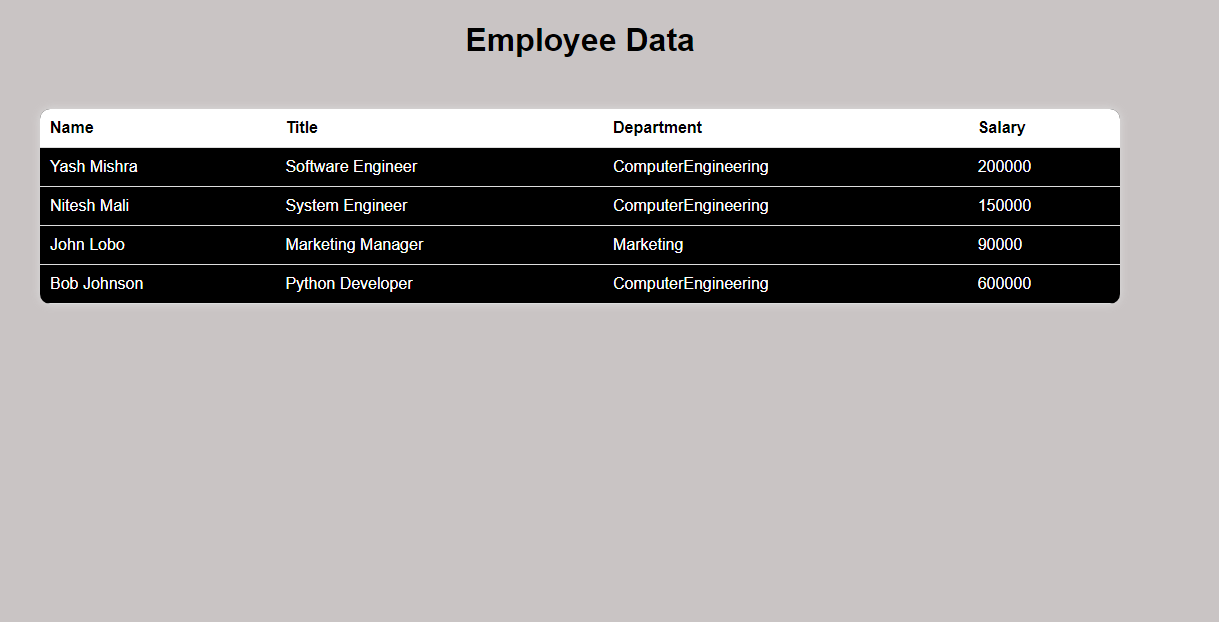 Employee Data
Name Title Department Salary
Yash Mishra Software Engineer ComputerEngineering 200000
Nitesh Mali System Engineer ComputerEngineering 150000
John Lobo Marketing Manager Marketing 90000
Bob Johnson Python Developer ComputerEngineering 600000